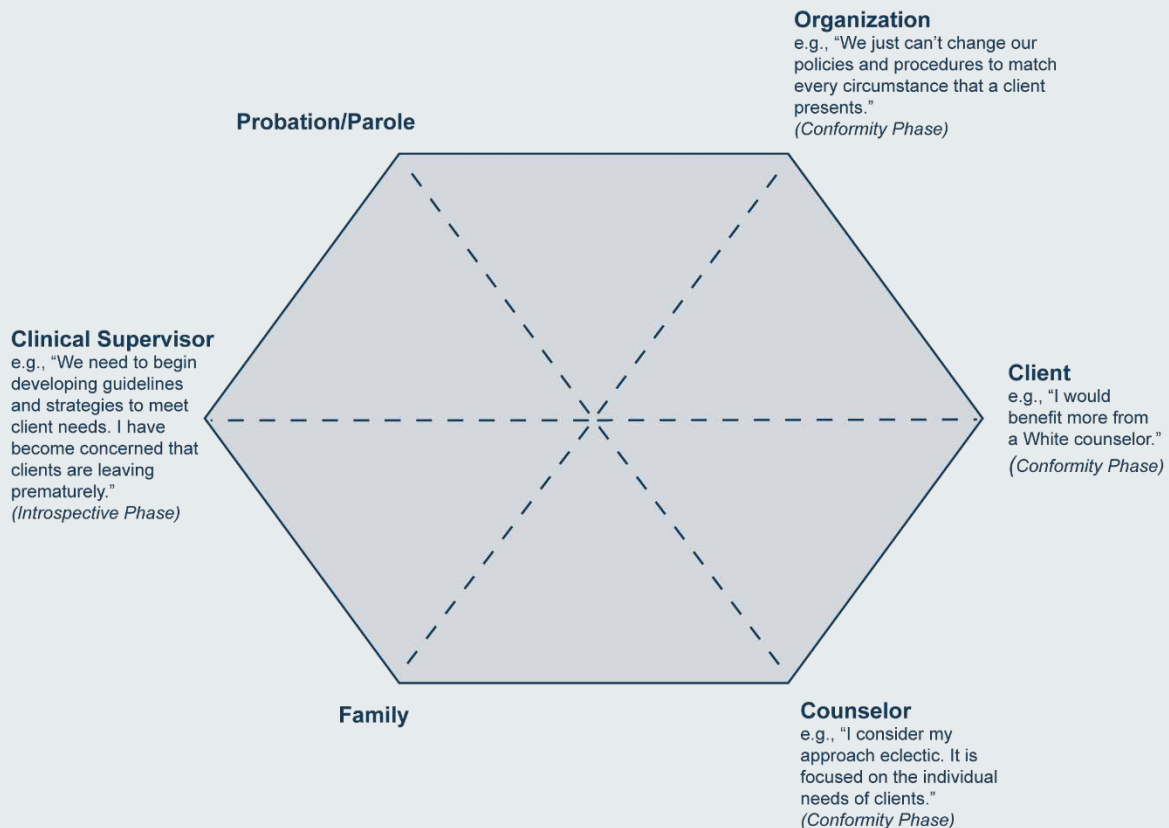 Organization
e.g., “We just can’t change our
policies and procedures to match
every circumstance that a client
presents.”
(Conformity Phase)
Probation/Parole
Clinical Supervisor
e.g., “We need to begin
developing guidelines
and strategies to meet
client needs. I have
become concerned that
clients are leaving
prematurely.”
(Introspective Phase)
Client
e.g., “I would
benefit more from
a White counselor.”
(Conformity Phase)
Family
Counselor
e.g., “I consider my
approach eclectic. It is
focused on the individual
needs of clients.”
(Conformity Phase)